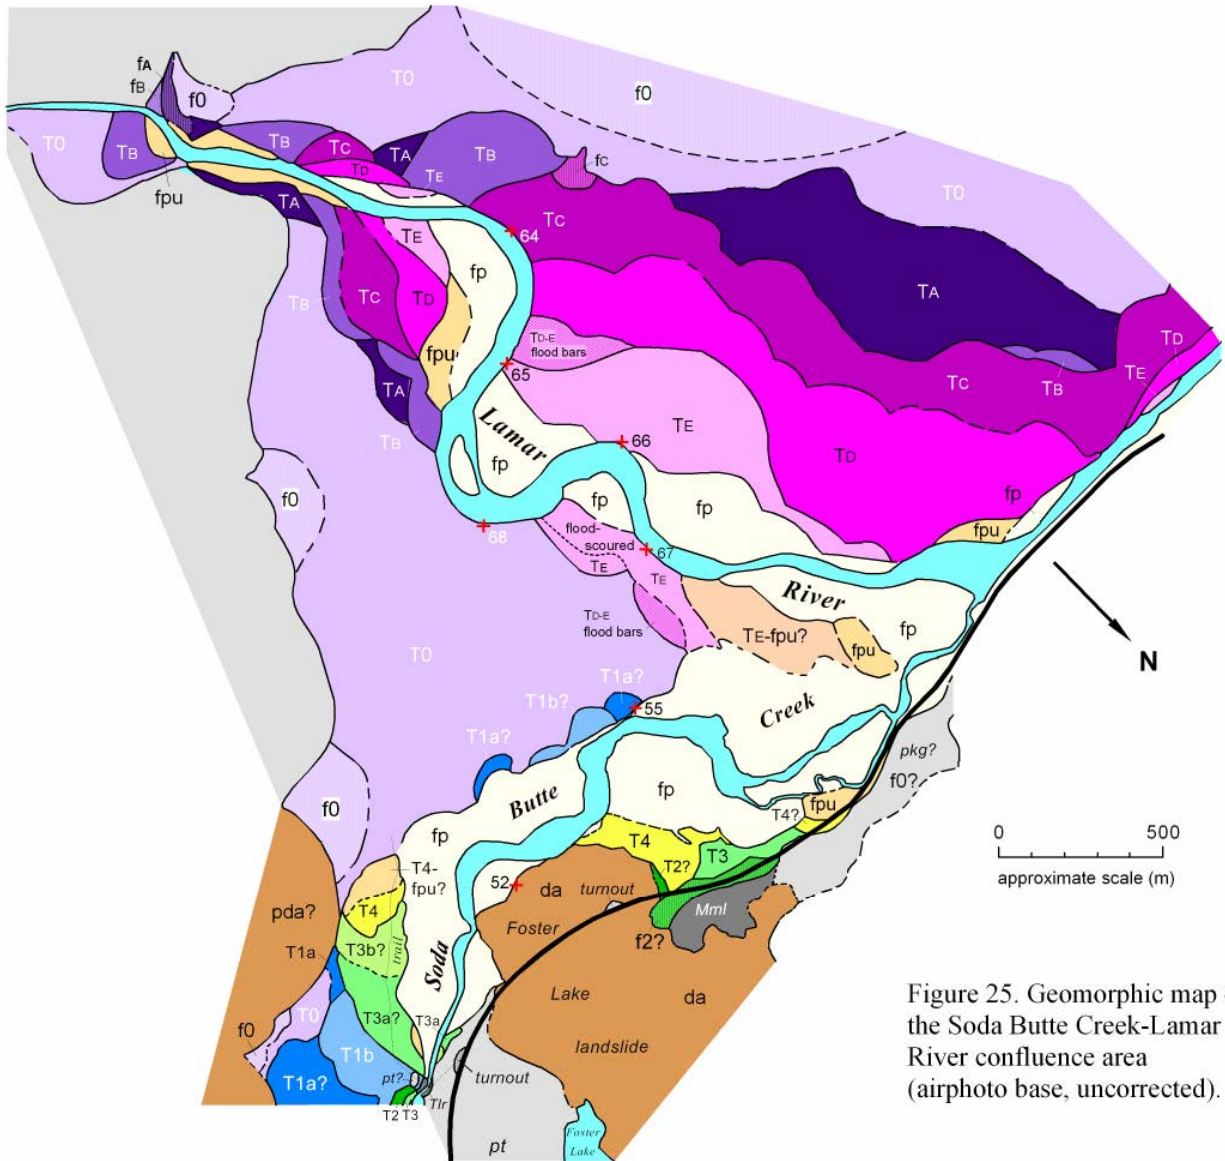 fA
fB
f0
T0
f0
T0
TB
TB
TC
TA
TB
TD
TE
fC
T0
fpu
TA
TE
fp
64
TC
TA
TB
TC
TD
fpu
TD-E
flood bars
TD
TE
TB
TC
TA
65
Lamar
TE
66
TB
fp
TD
fp
fpu
f0
fp
fp
68
flood-
scoured
67
TE
TE
River
N
TD-E
flood bars
TE-fpu?
fpu
fp
T0
T1a?
T1b?
55
Creek
T1a?
pkg?
f0?
f0
Butte
fp
fpu
T4?
fp
T4
T3
T2?
0 500
approximate scale (m)
T4-
fpu?
52
da
turnout
Mml
pda?
T4
Foster
f2?
T1a
T3b?
trail
Soda
Lake
da
T0
T3a?
T3a
landslide
f0
T1b
T1a?
pt?
turnout
T2 T3
Tlr
pt
Foster
Lake
Figure 25. Geomorphic map
the Soda Butte Creek-Lamar
River confluence area
(airphoto base, uncorrected).